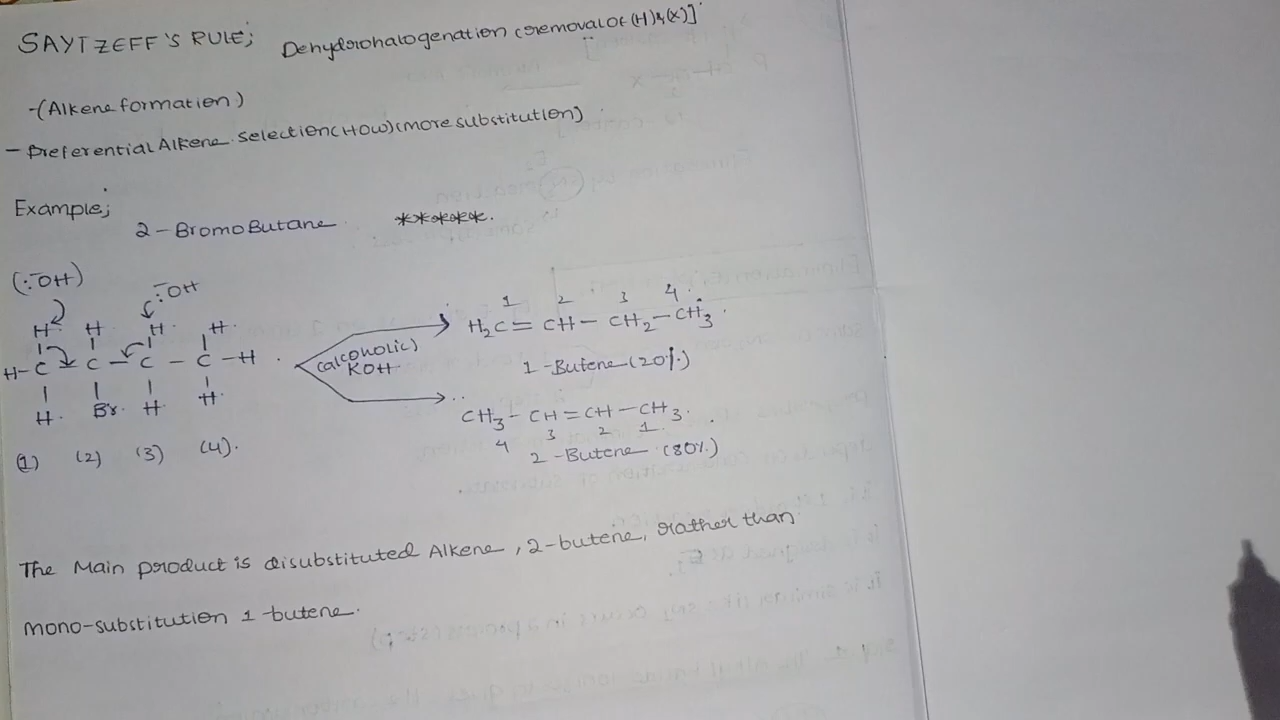 SAYTZEFF'S RULE; Dehydrohalogenation (removal of (H) & (X)]
-(Alkene formation)
- Preferential Alkene selection (How) (more substitution)
Example;
2-BromoButane *****.
(:ŌH) :ŌH
H H H H
H-C-C-C-C-H
H Br H H
(1) (2) (3) (4).
(alcoholic)
KOH
1 2 3 4
H₂C = CH - CH₂ - CH₃
1-Butene (20%)
CH₃ - CH = CH - CH₃.
4 3 2 1
2-Butene (80%)
The Main product is disubstituted Alkene, 2-butene, rather than
mono-substitution 1-butene.